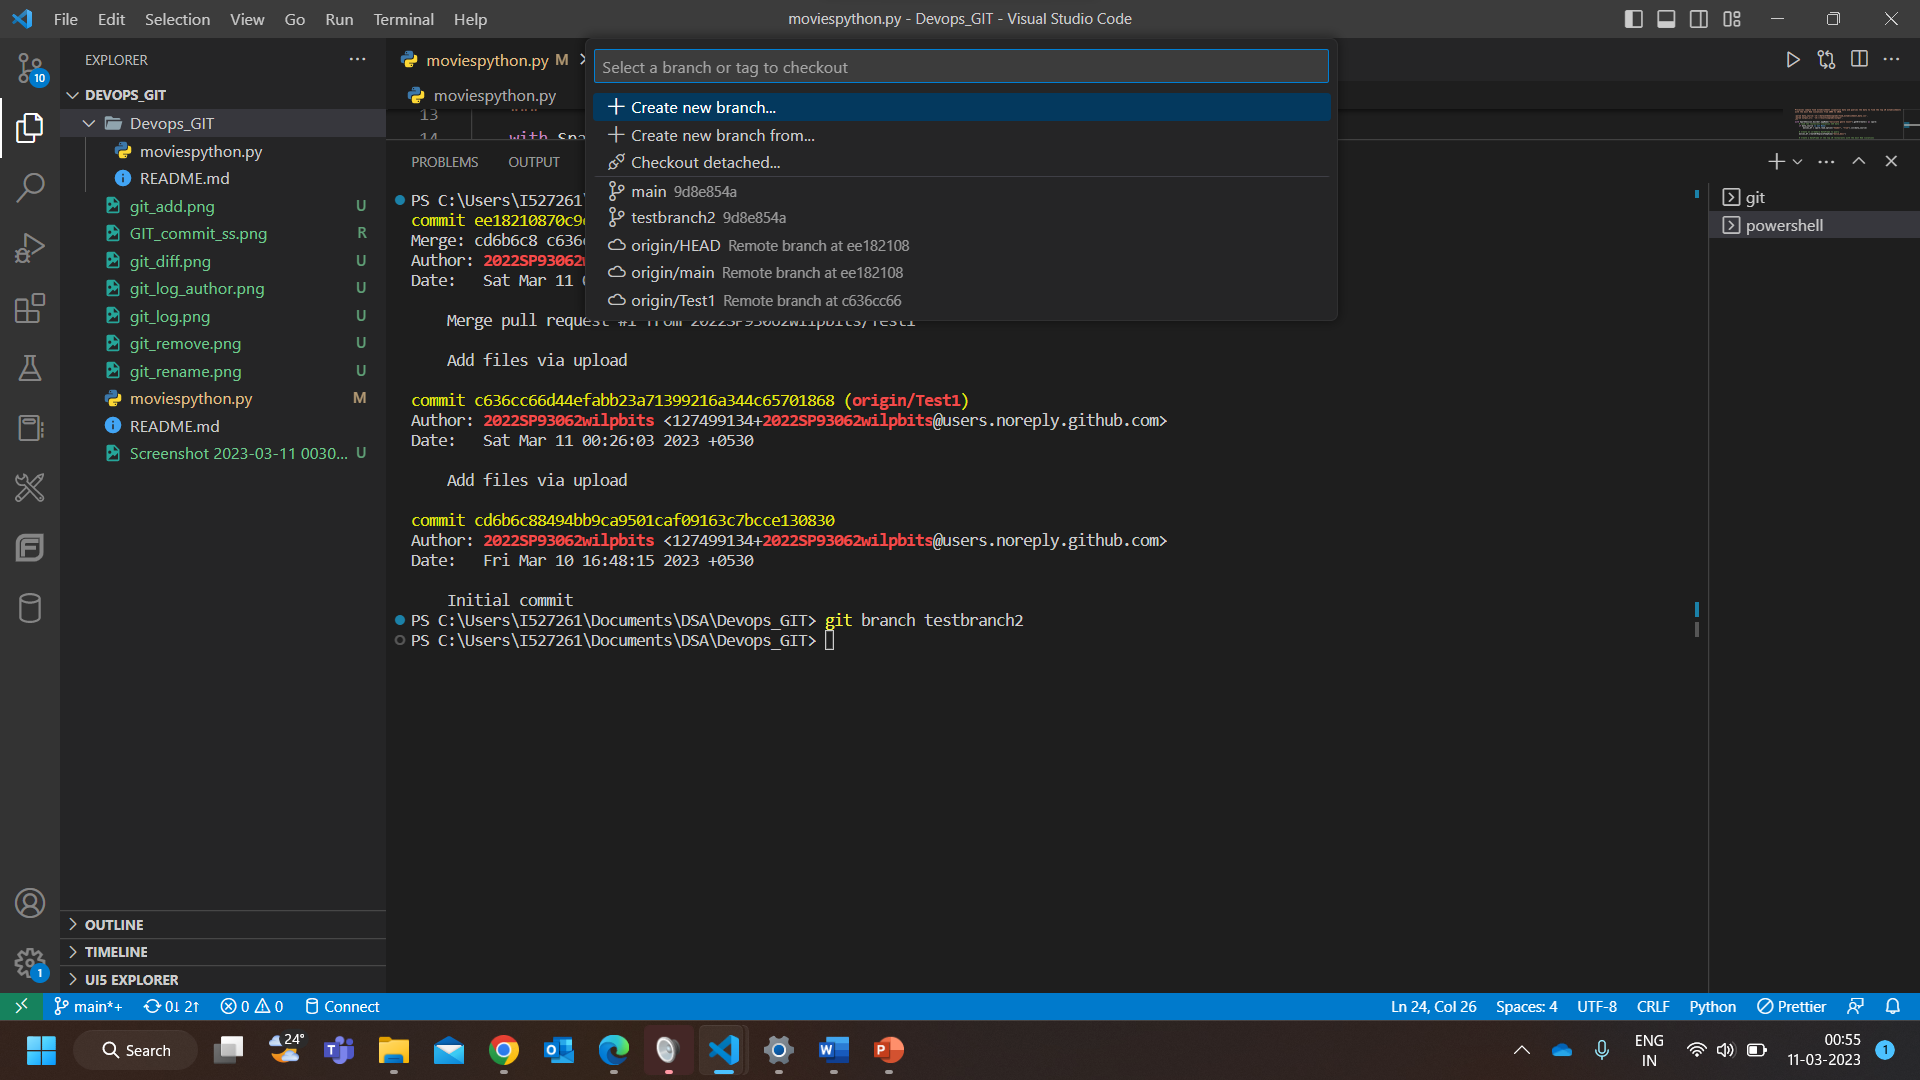 File Edit Selection View Go Run Terminal Help
moviespython.py - Devops_GIT - Visual Studio Code
10
EXPLORER
DEVOPS_GIT
Devops_GIT
moviespython.py
README.md
git_add.png U
GIT_commit_ss.png R
git_diff.png U
git_log_author.png U
git_log.png U
git_remove.png U
git_rename.png U
moviespython.py M
README.md
Screenshot 2023-03-11 0030... U
OUTLINE
TIMELINE
UI5 EXPLORER
1
moviespython.py M
moviespython.py
13
14 with
Select a branch or tag to checkout
Create new branch...
Create new branch from...
Checkout detached...
main 9d8e854a
testbranch2 9d8e854a
origin/HEAD Remote branch at ee182108
origin/main Remote branch at ee182108
origin/Test1 Remote branch at c636cc66
PROBLEMS OUTPUT
PS C:\Users\I527261\
commit ee18210870c9
Merge: cd6b6c8 c636
Author: 2022SP93062
Date: Sat Mar 11
Merge pull request #1 from 2022SP93062wilpbits/Test1
Add files via upload
commit c636cc66d44efabb23a71399216a344c65701868 (origin/Test1)
Author: 2022SP93062wilpbits <127499134+2022SP93062wilpbits@users.noreply.github.com>
Date: Sat Mar 11 00:26:03 2023 +0530
Add files via upload
commit cd6b6c88494bb9ca9501caf09163c7bcce130830
Author: 2022SP93062wilpbits <127499134+2022SP93062wilpbits@users.noreply.github.com>
Date: Fri Mar 10 16:48:15 2023 +0530
Initial commit
PS C:\Users\I527261\Documents\DSA\Devops_GIT> git branch testbranch2
PS C:\Users\I527261\Documents\DSA\Devops_GIT>
git
powershell
main*+ 0↓ 2↑ 0 0 Connect
Ln 24, Col 26 Spaces: 4 UTF-8 CRLF Python Prettier
Search
24°
ENG
IN
00:55
11-03-2023
1